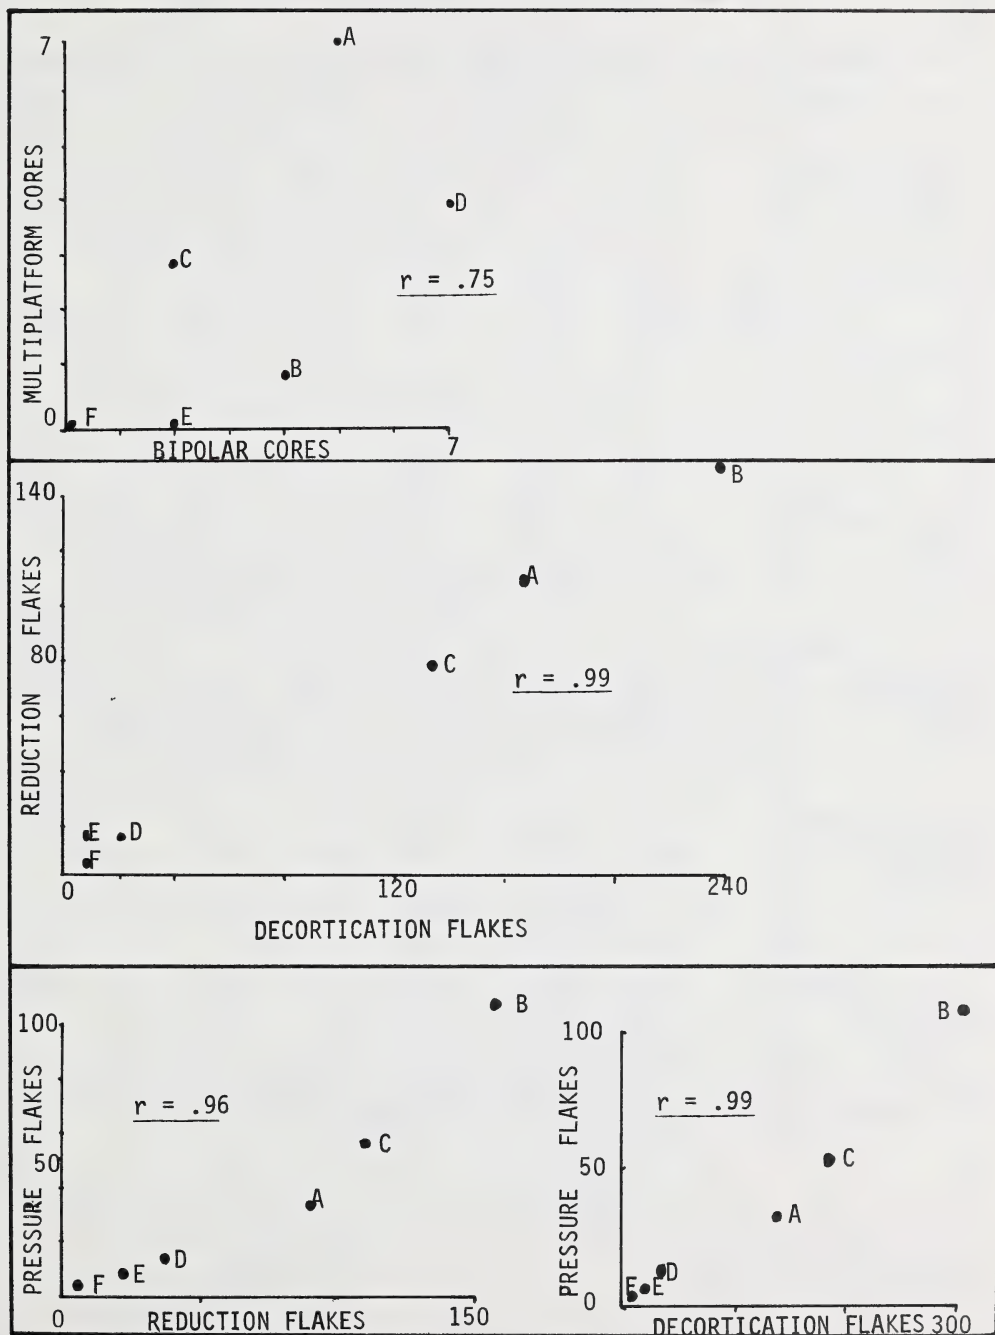 7
A
MULTIPLATFORM CORES
D
C
r = .75
B
0
F
E
BIPOLAR CORES
7
140
B
REDUCTION FLAKES
A
80
C
r = .99
E
D
F
0
120
240
DECORTICATION FLAKES
100
B
PRESSURE FLAKES
r = .96
50
C
A
D
E
F
0
REDUCTION FLAKES
150
B
100
PRESSURE FLAKES
r = .99
50
C
A
D
E
0
DECORTICATION FLAKES 300